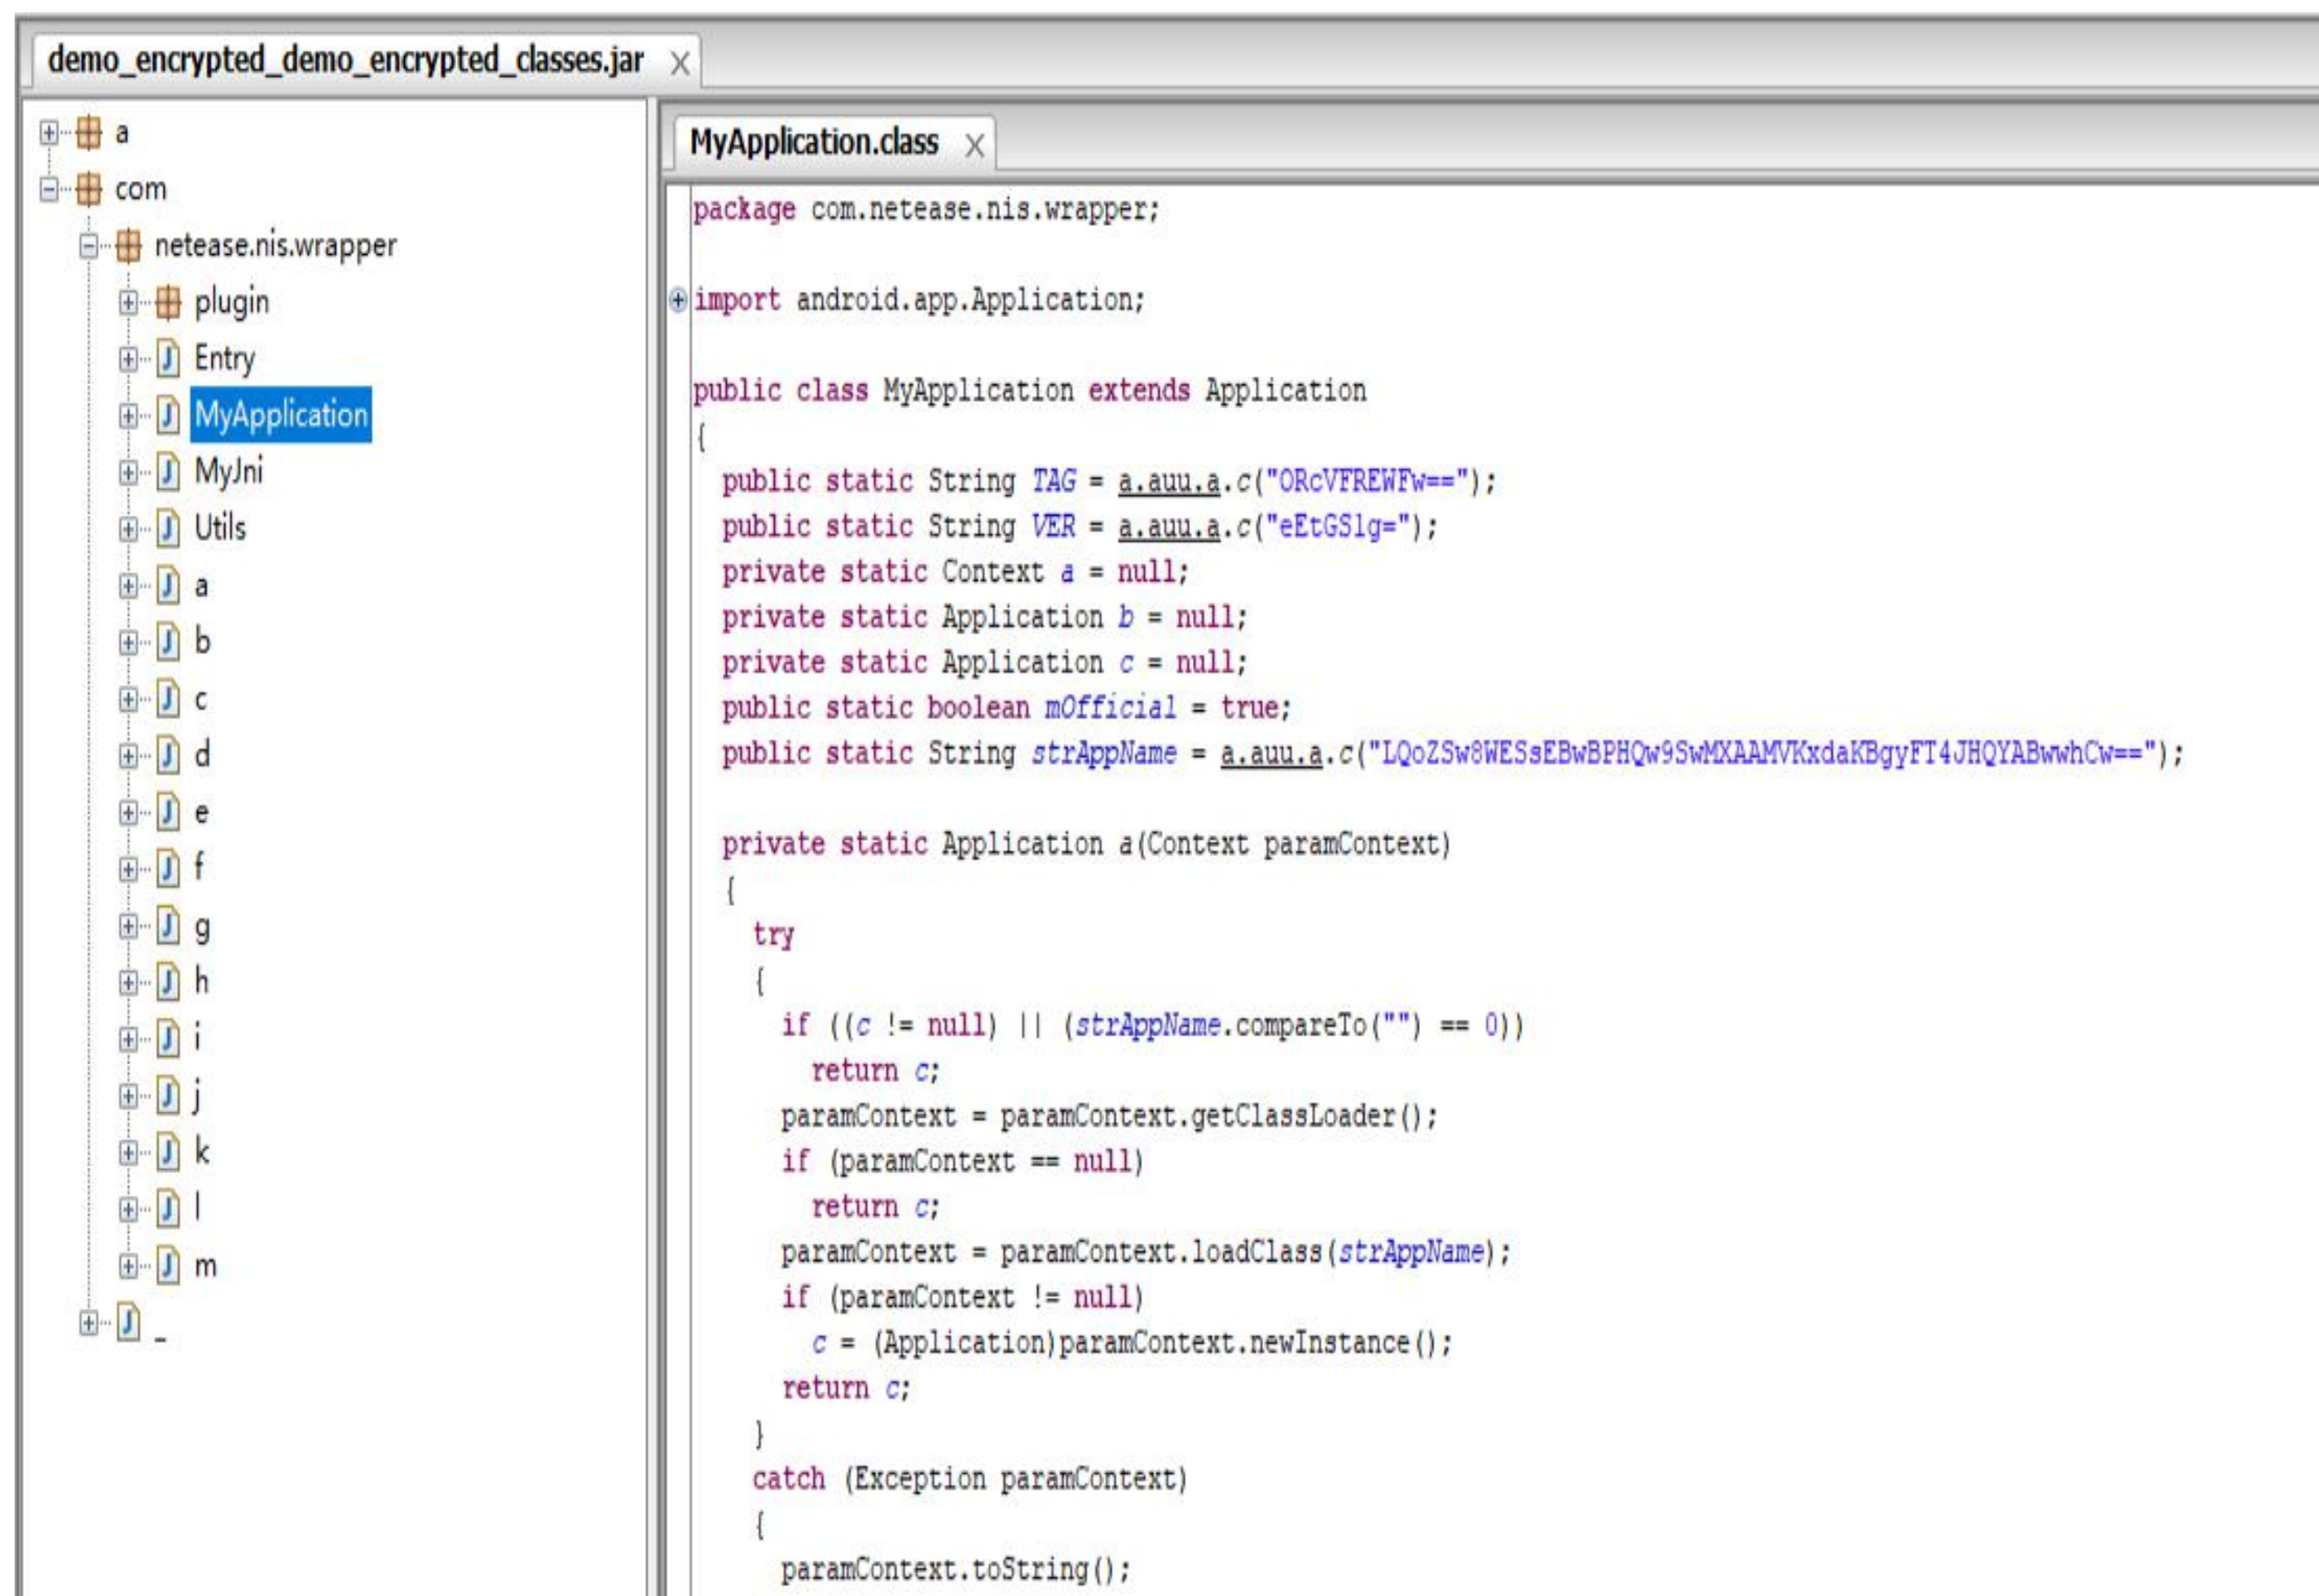 demo_encrypted_demo_encrypted_classes.jar
a
com
netease.nis.wrapper
plugin
Entry
MyApplication
MyJni
Utils
a
b
c
d
e
f
g
h
i
j
k
l
m
_
MyApplication.class
package com.netease.nis.wrapper;
import android.app.Application;
public class MyApplication extends Application
{
public static String TAG = a.auu.a.c("ORcVFREWFw==");
public static String VER = a.auu.a.c("eEtGSlg=");
private static Context a = null;
private static Application b = null;
private static Application c = null;
public static boolean mOfficial = true;
public static String strAppName = a.auu.a.c("LQoZSw8WESsEBwBPHQw9SwMXAAMVKxdaKBgyFT4JHQYABwwhCw==");
private static Application a(Context paramContext)
{
try
{
if ((c != null) || (strAppName.compareTo("") == 0))
return c;
paramContext = paramContext.getClassLoader();
if (paramContext == null)
return c;
paramContext = paramContext.loadClass(strAppName);
if (paramContext != null)
c = (Application)paramContext.newInstance();
return c;
}
catch (Exception paramContext)
{
paramContext.toString();